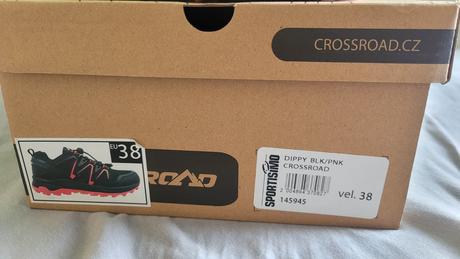 CROSSROAD.CZ
EU
38
ROAD
SPORTISIMO
DIPPY BLK/PNK
CROSSROAD
145945
vel. 38